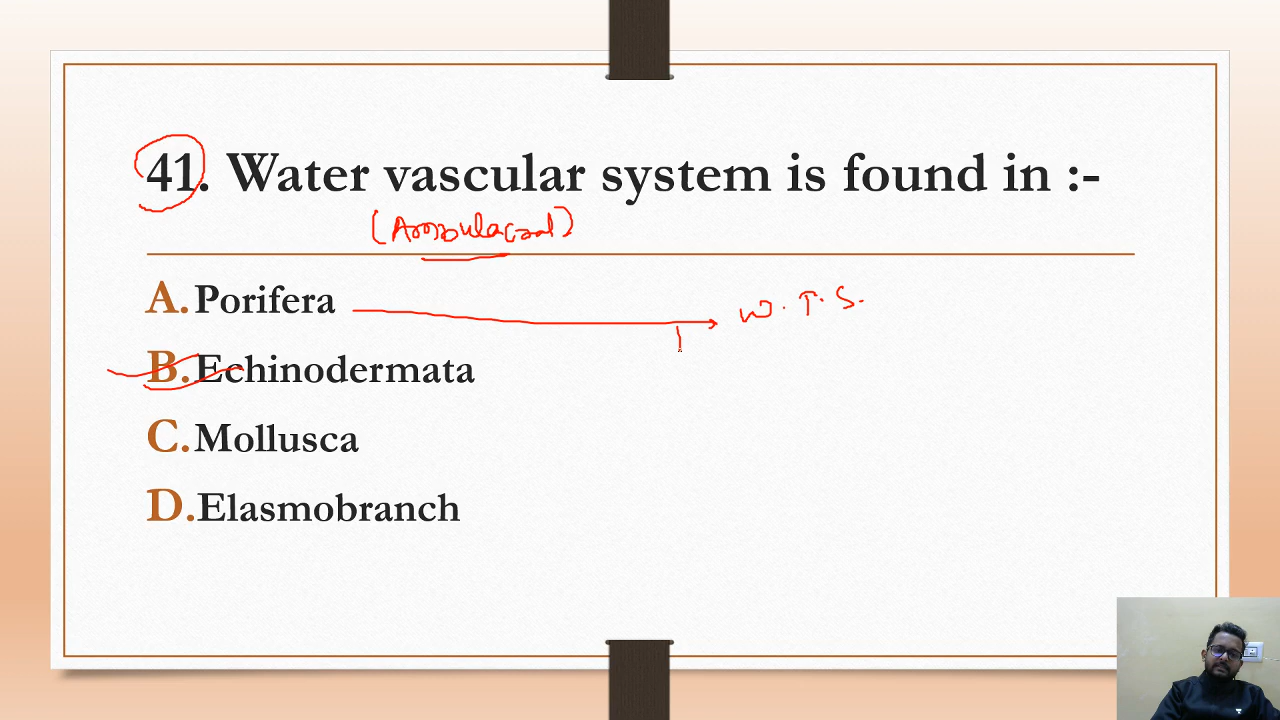 41. Water vascular system is found in :-
(Ambulacral)
A. Porifera W. T. S.
B. Echinodermata
C. Mollusca
D. Elasmobranch